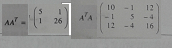 AAᵀ = (5 1
1 26) AᵀA (10 -1 12
-1 5 -4
12 -4 16)